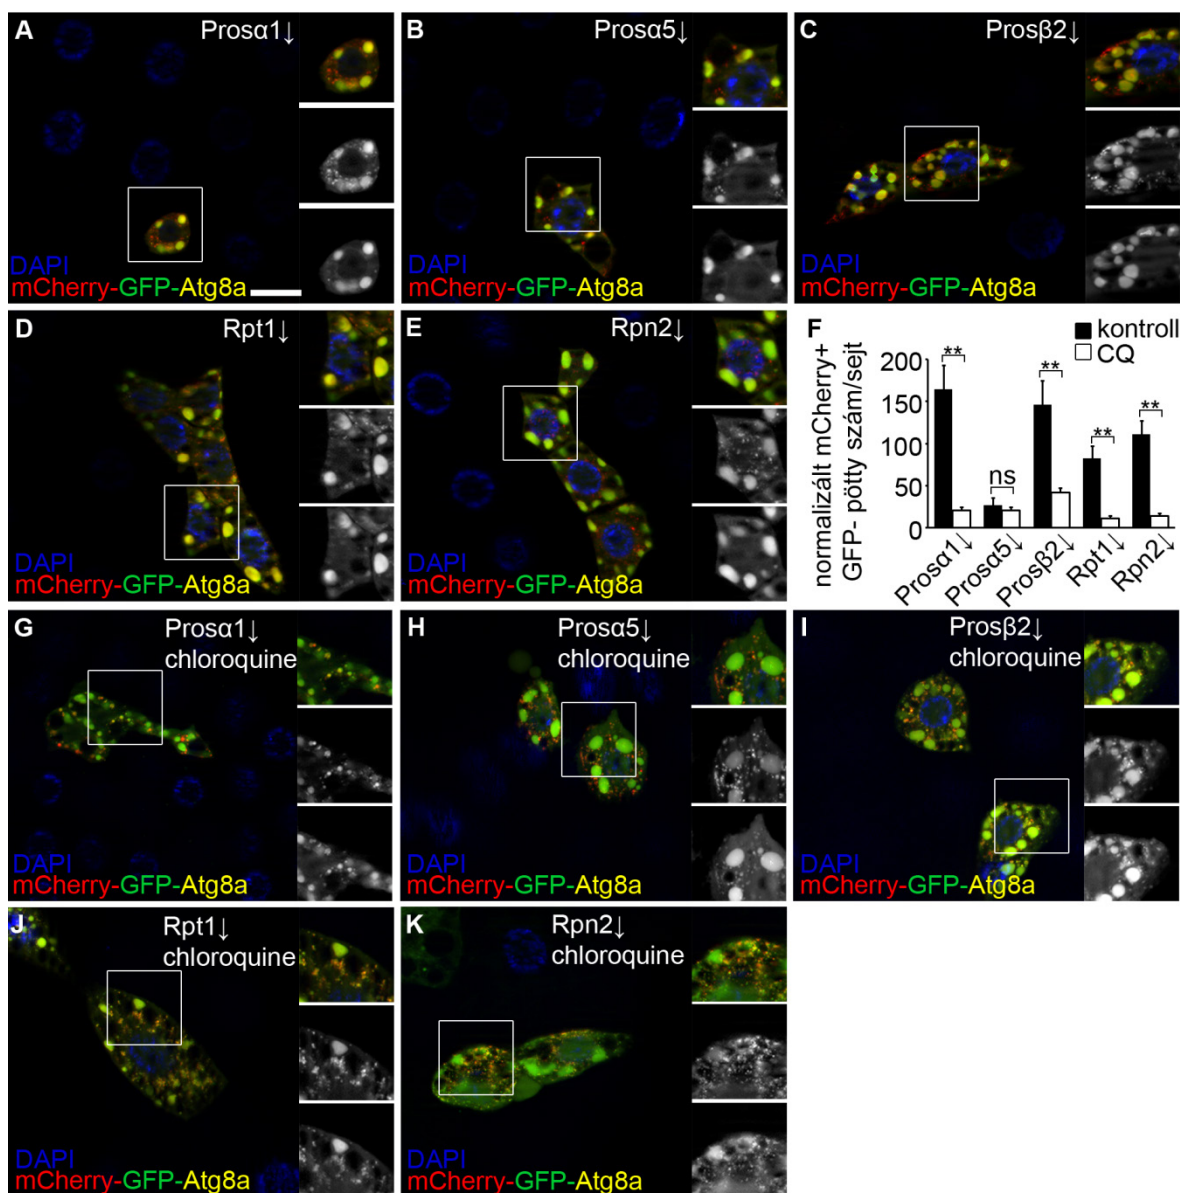 A Prosα1↓
DAPI
mCherry-GFP-Atg8a
B Prosα5↓
DAPI
mCherry-GFP-Atg8a
C Prosβ2↓
DAPI
mCherry-GFP-Atg8a
D Rpt1↓
DAPI
mCherry-GFP-Atg8a
E Rpn2↓
DAPI
mCherry-GFP-Atg8a
F
kontroll
CQ
normalizált mCherry+
GFP- pötty szám/sejt
200
150
100
50
0
**
ns
**
**
**
Prosα1↓
Prosα5↓
Prosβ2↓
Rpt1↓
Rpn2↓
G Prosα1↓
chloroquine
DAPI
mCherry-GFP-Atg8a
H Prosα5↓
chloroquine
DAPI
mCherry-GFP-Atg8a
I Prosβ2↓
chloroquine
DAPI
mCherry-GFP-Atg8a
J Rpt1↓
chloroquine
DAPI
mCherry-GFP-Atg8a
K Rpn2↓
chloroquine
DAPI
mCherry-GFP-Atg8a